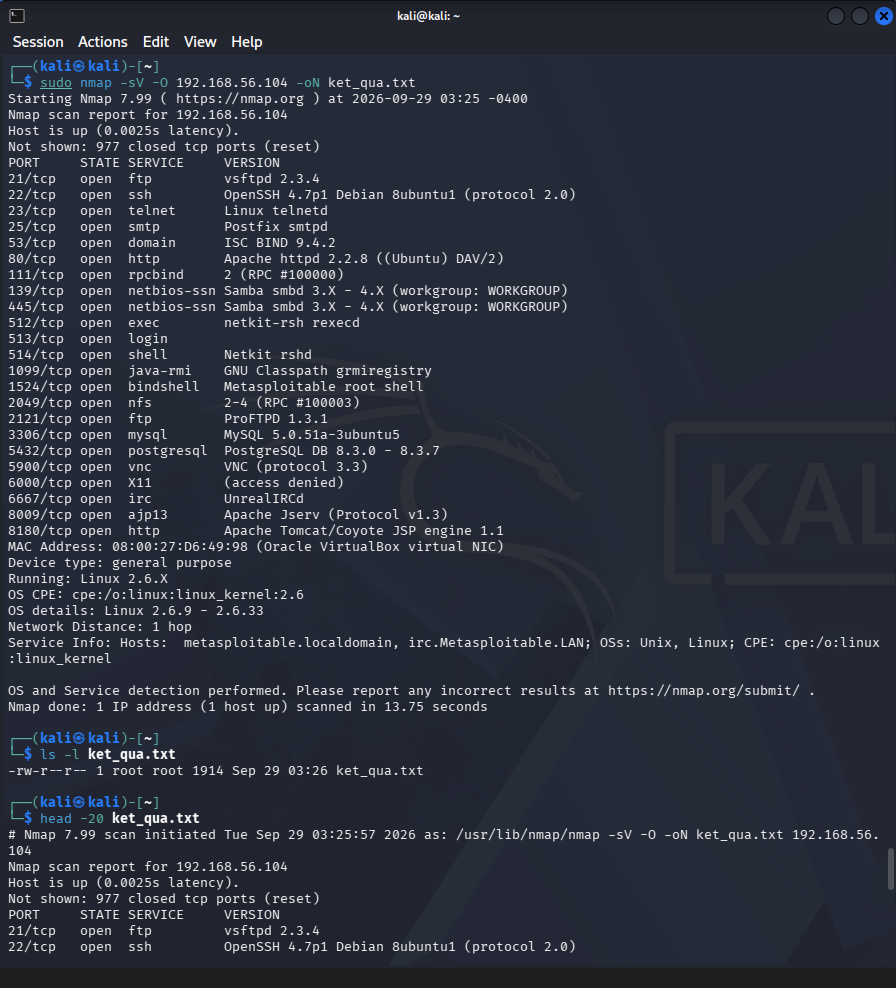 kali@kali: ~
Session Actions Edit View Help
┌──(kali㉿kali)-[~]
└─$ sudo nmap -sV -O 192.168.56.104 -oN ket_qua.txt
Starting Nmap 7.99 ( https://nmap.org ) at 2026-09-29 03:25 -0400
Nmap scan report for 192.168.56.104
Host is up (0.0025s latency).
Not shown: 977 closed tcp ports (reset)
PORT     STATE SERVICE     VERSION
21/tcp   open  ftp         vsftpd 2.3.4
22/tcp   open  ssh         OpenSSH 4.7p1 Debian 8ubuntu1 (protocol 2.0)
23/tcp   open  telnet      Linux telnetd
25/tcp   open  smtp        Postfix smtpd
53/tcp   open  domain      ISC BIND 9.4.2
80/tcp   open  http        Apache httpd 2.2.8 ((Ubuntu) DAV/2)
111/tcp  open  rpcbind     2 (RPC #100000)
139/tcp  open  netbios-ssn Samba smbd 3.X - 4.X (workgroup: WORKGROUP)
445/tcp  open  netbios-ssn Samba smbd 3.X - 4.X (workgroup: WORKGROUP)
512/tcp  open  exec        netkit-rsh rexecd
513/tcp  open  login
514/tcp  open  shell       Netkit rshd
1099/tcp open  java-rmi    GNU Classpath grmiregistry
1524/tcp open  bindshell   Metasploitable root shell
2049/tcp open  nfs         2-4 (RPC #100003)
2121/tcp open  ftp         ProFTPD 1.3.1
3306/tcp open  mysql       MySQL 5.0.51a-3ubuntu5
5432/tcp open  postgresql  PostgreSQL DB 8.3.0 - 8.3.7
5900/tcp open  vnc         VNC (protocol 3.3)
6000/tcp open  X11         (access denied)
6667/tcp open  irc         UnrealIRCd
8009/tcp open  ajp13       Apache Jserv (Protocol v1.3)
8180/tcp open  http        Apache Tomcat/Coyote JSP engine 1.1
MAC Address: 08:00:27:D6:49:98 (Oracle VirtualBox virtual NIC)
Device type: general purpose
Running: Linux 2.6.X
OS CPE: cpe:/o:linux:linux_kernel:2.6
OS details: Linux 2.6.9 - 2.6.33
Network Distance: 1 hop
Service Info: Hosts:  metasploitable.localdomain, irc.Metasploitable.LAN; OSs: Unix, Linux; CPE: cpe:/o:linux
:linux_kernel
OS and Service detection performed. Please report any incorrect results at https://nmap.org/submit/ .
Nmap done: 1 IP address (1 host up) scanned in 13.75 seconds
┌──(kali㉿kali)-[~]
└─$ ls -l ket_qua.txt
-rw-r--r-- 1 root root 1914 Sep 29 03:26 ket_qua.txt
┌──(kali㉿kali)-[~]
└─$ head -20 ket_qua.txt
# Nmap 7.99 scan initiated Tue Sep 29 03:25:57 2026 as: /usr/lib/nmap/nmap -sV -O -oN ket_qua.txt 192.168.56.
104
Nmap scan report for 192.168.56.104
Host is up (0.0025s latency).
Not shown: 977 closed tcp ports (reset)
PORT     STATE SERVICE     VERSION
21/tcp   open  ftp         vsftpd 2.3.4
22/tcp   open  ssh         OpenSSH 4.7p1 Debian 8ubuntu1 (protocol 2.0)
KAL